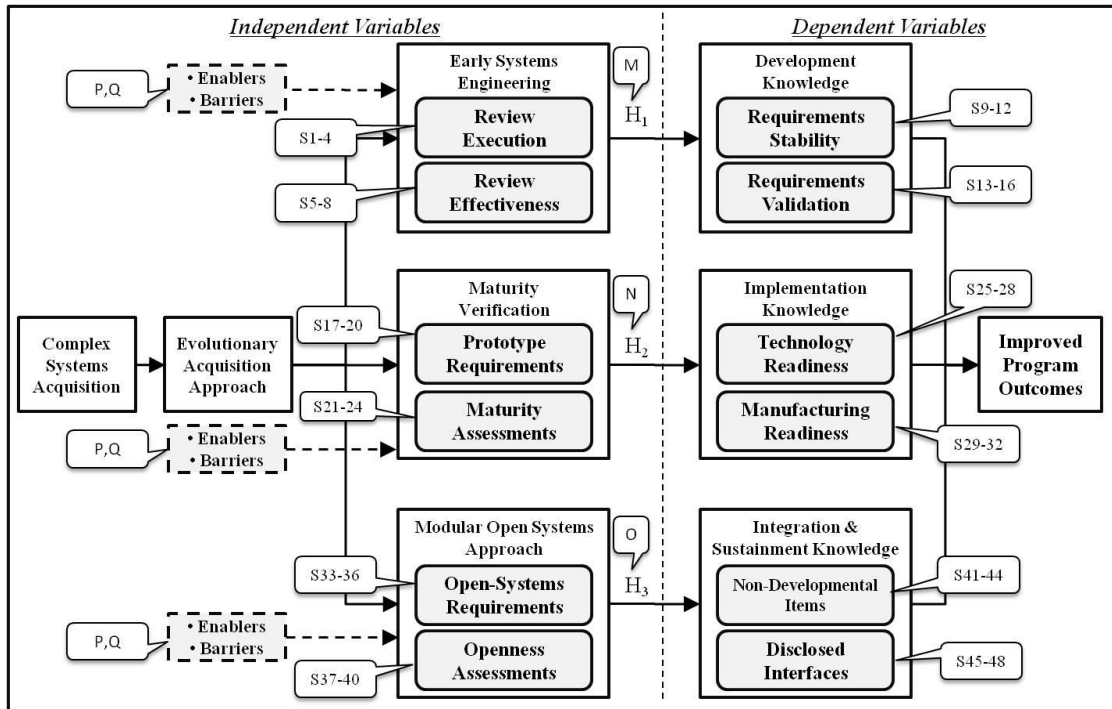 Independent Variables
Dependent Variables
P,Q
• Enablers
• Barriers
Early Systems
Engineering
Review
Execution
Review
Effectiveness
S1-4
S5-8
M
H1
Development
Knowledge
Requirements
Stability
Requirements
Validation
S9-12
S13-16
Complex
Systems
Acquisition
Evolutionary
Acquisition
Approach
Maturity
Verification
Prototype
Requirements
Maturity
Assessments
S17-20
S21-24
P,Q
• Enablers
• Barriers
N
H2
Implementation
Knowledge
Technology
Readiness
Manufacturing
Readiness
S25-28
S29-32
Improved
Program
Outcomes
Modular Open Systems
Approach
Open-Systems
Requirements
Openness
Assessments
S33-36
S37-40
P,Q
• Enablers
• Barriers
O
H3
Integration &
Sustainment Knowledge
Non-Developmental
Items
Disclosed
Interfaces
S41-44
S45-48